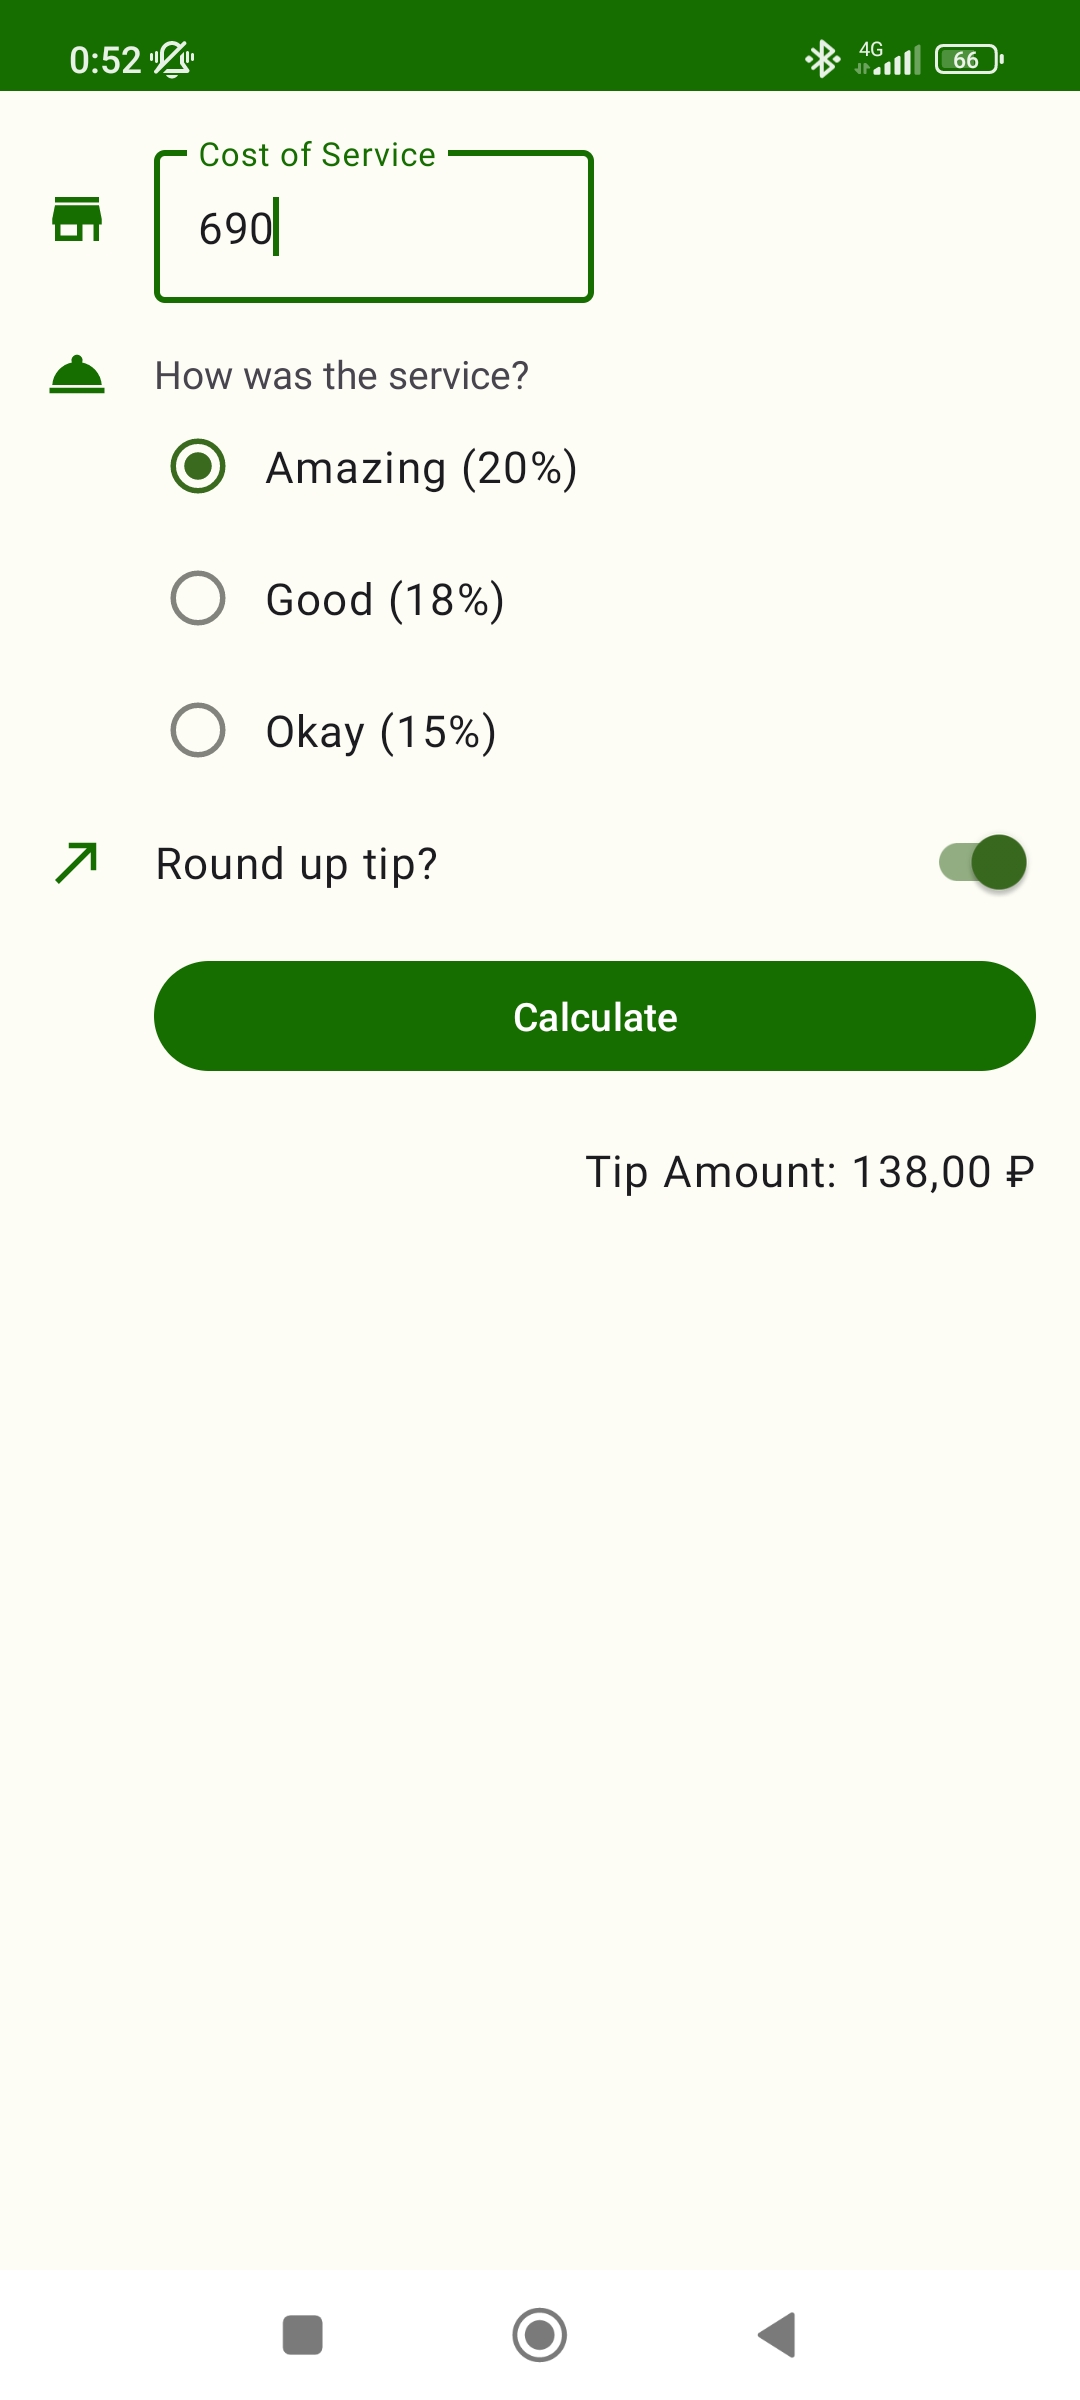 0:52 4G 66
Cost of Service
690
How was the service?
Amazing (20%)
Good (18%)
Okay (15%)
Round up tip?
Calculate
Tip Amount: 138,00 ₽